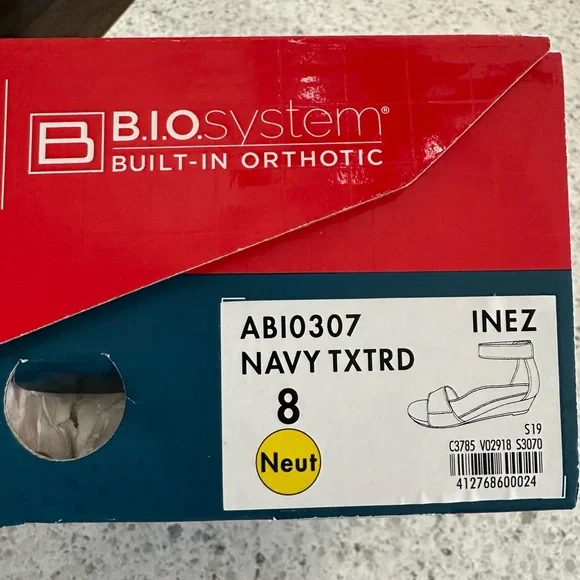 B B.I.O.system®
BUILT-IN ORTHOTIC
ABI0307 INEZ
NAVY TXTRD
8
Neut
S19
C3785 V02918 S3070
412768600024